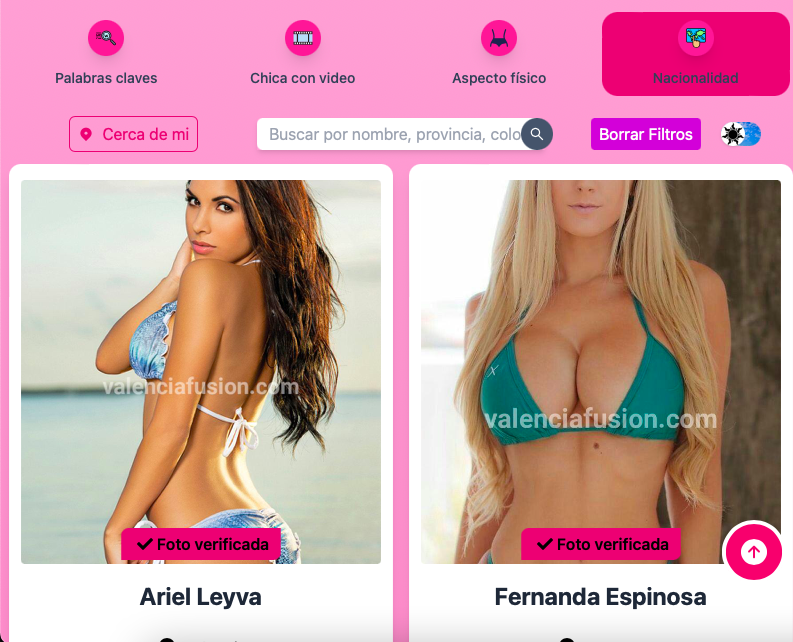 Palabras claves
Chica con video
Aspecto físico
Nacionalidad
Cerca de mi
Buscar por nombre, provincia, colo
Borrar Filtros
valenciafusion.com
valenciafusion.com
Foto verificada
Foto verificada
Ariel Leyva
Fernanda Espinosa